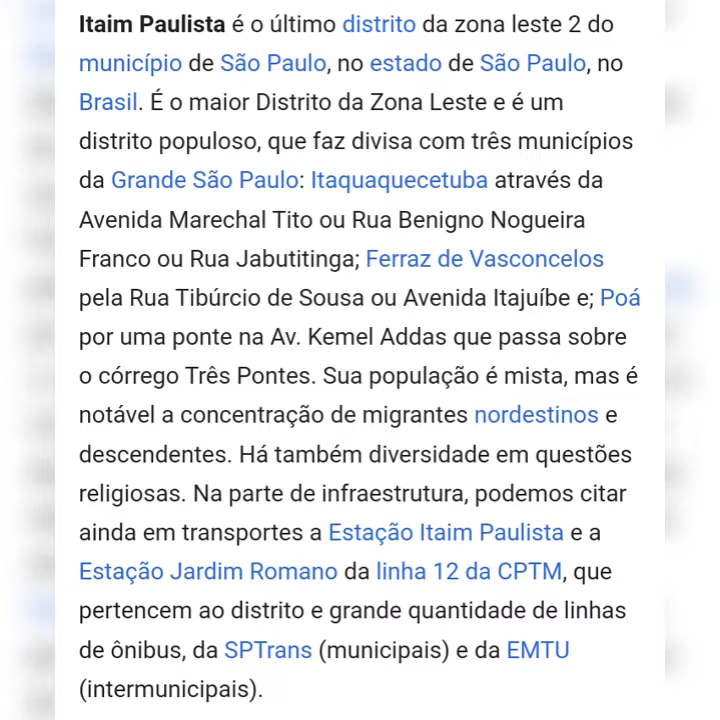 Itaim Paulista é o último distrito da zona leste 2 do
município de São Paulo, no estado de São Paulo, no
Brasil. É o maior Distrito da Zona Leste e é um
distrito populoso, que faz divisa com três municípios
da Grande São Paulo: Itaquaquecetuba através da
Avenida Marechal Tito ou Rua Benigno Nogueira
Franco ou Rua Jabutitinga; Ferraz de Vasconcelos
pela Rua Tibúrcio de Sousa ou Avenida Itajuíbe e; Poá
por uma ponte na Av. Kemel Addas que passa sobre
o córrego Três Pontes. Sua população é mista, mas é
notável a concentração de migrantes nordestinos e
descendentes. Há também diversidade em questões
religiosas. Na parte de infraestrutura, podemos citar
ainda em transportes a Estação Itaim Paulista e a
Estação Jardim Romano da linha 12 da CPTM, que
pertencem ao distrito e grande quantidade de linhas
de ônibus, da SPTrans (municipais) e da EMTU
(intermunicipais).